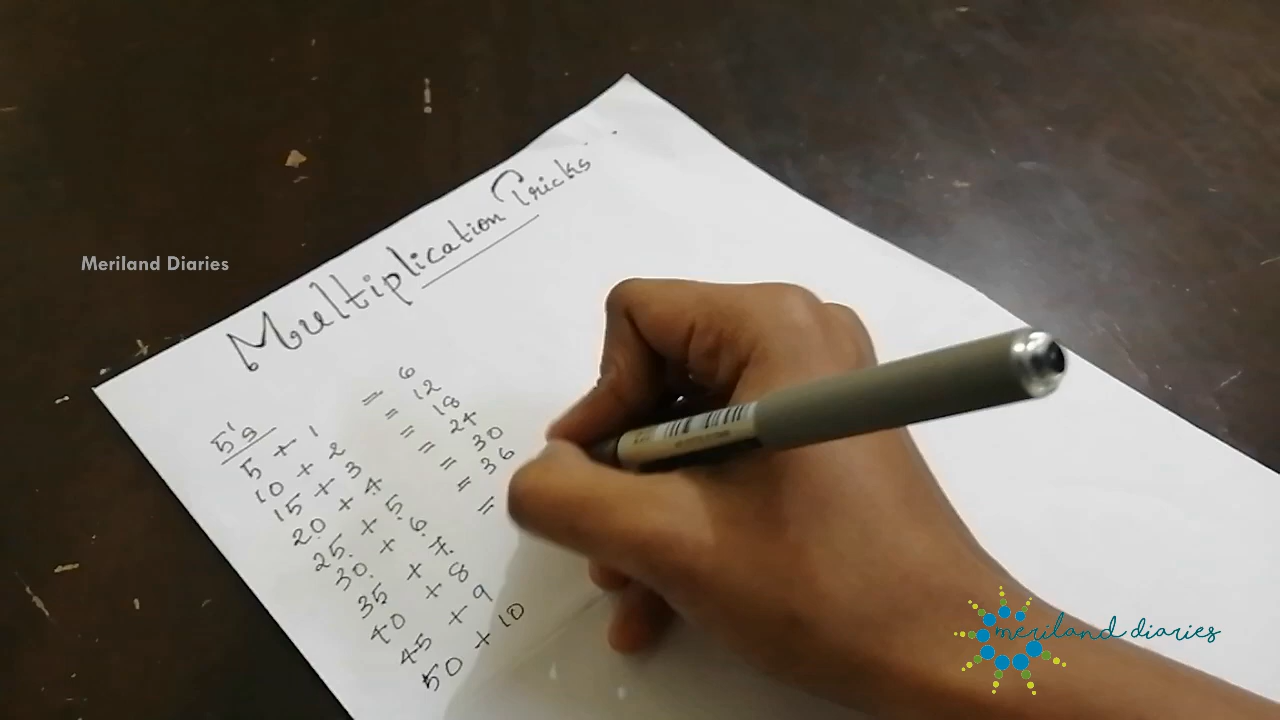 Multiplication Tricks
Meriland Diaries
5's
5 + 1 = 6
10 + 2 = 12
15 + 3 = 18
20 + 4 = 24
25 + 5 = 30
30 + 6 = 36
35 + 7 =
40 + 8
45 + 9
50 + 10
meriland diaries